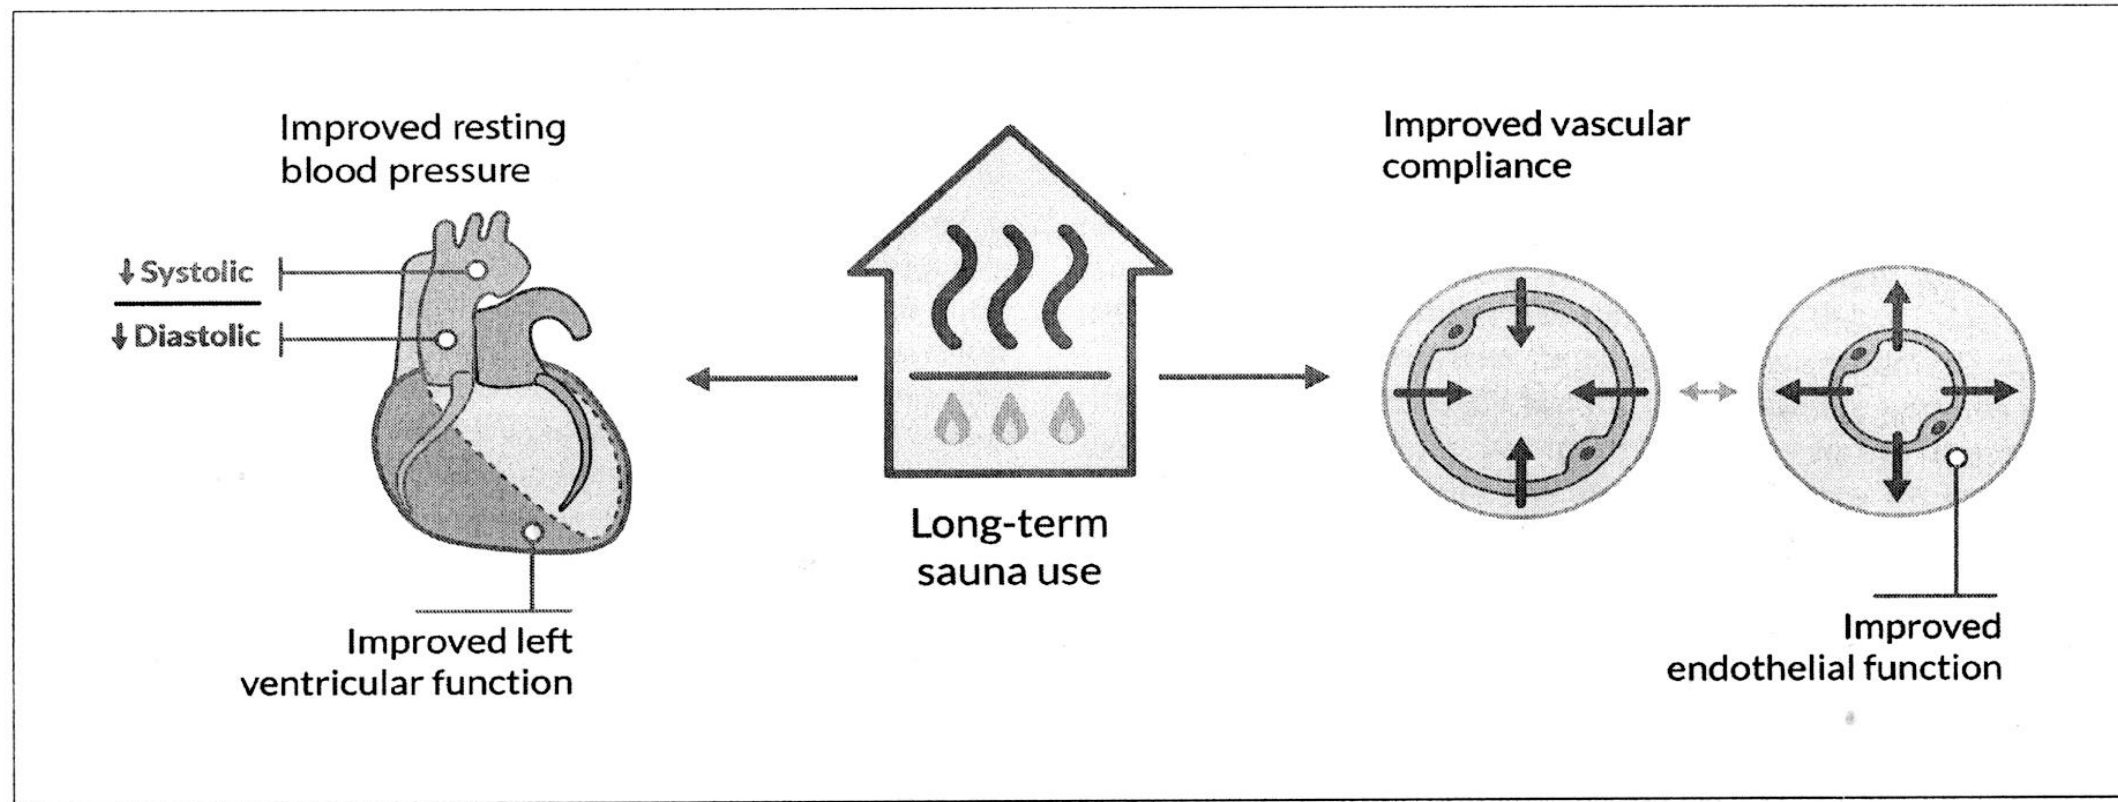 Improved resting
blood pressure
↓ Systolic
↓ Diastolic
Improved left
ventricular function
Long-term
sauna use
Improved vascular
compliance
Improved
endothelial function